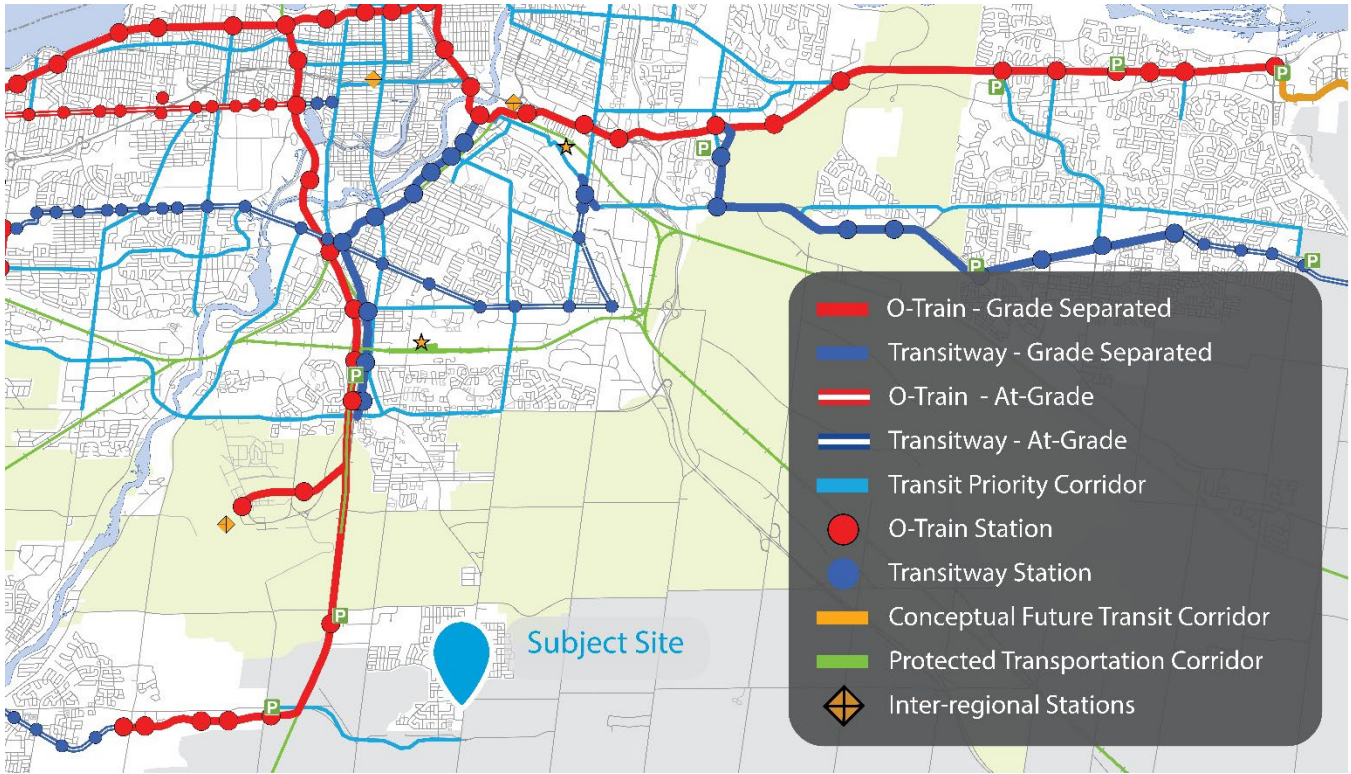 P
P
P
P
P
P
P
P
P
P
Subject Site
O-Train - Grade Separated
Transitway - Grade Separated
O-Train - At-Grade
Transitway - At-Grade
Transit Priority Corridor
O-Train Station
Transitway Station
Conceptual Future Transit Corridor
Protected Transportation Corridor
Inter-regional Stations